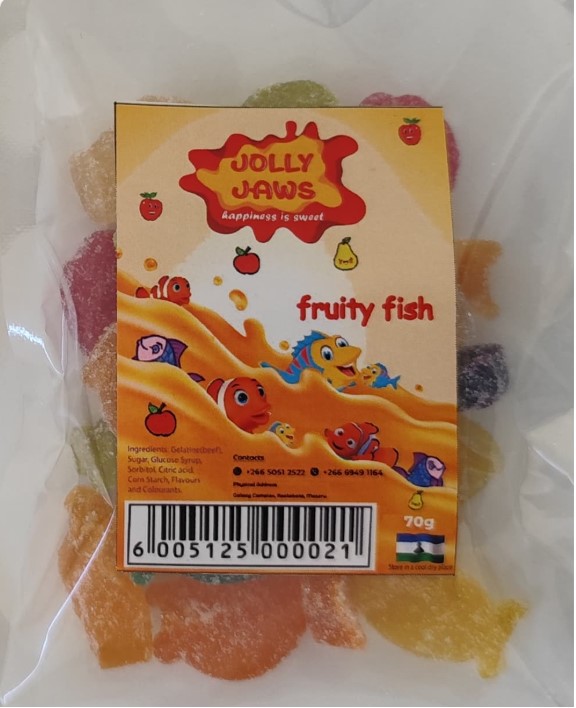 JOLLY
JAWS
happiness is sweet
fruity fish
Ingredients: Gelatine(beef),
Sugar, Glucose Syrup,
Sorbitol, Citric acid,
Corn Starch, Flavours
and Colourants.
Contacts
+266 5051 2522 +266 6949 1164
Physical Address
Maseru
70g
Store in a cool dry place
6 005125 000021